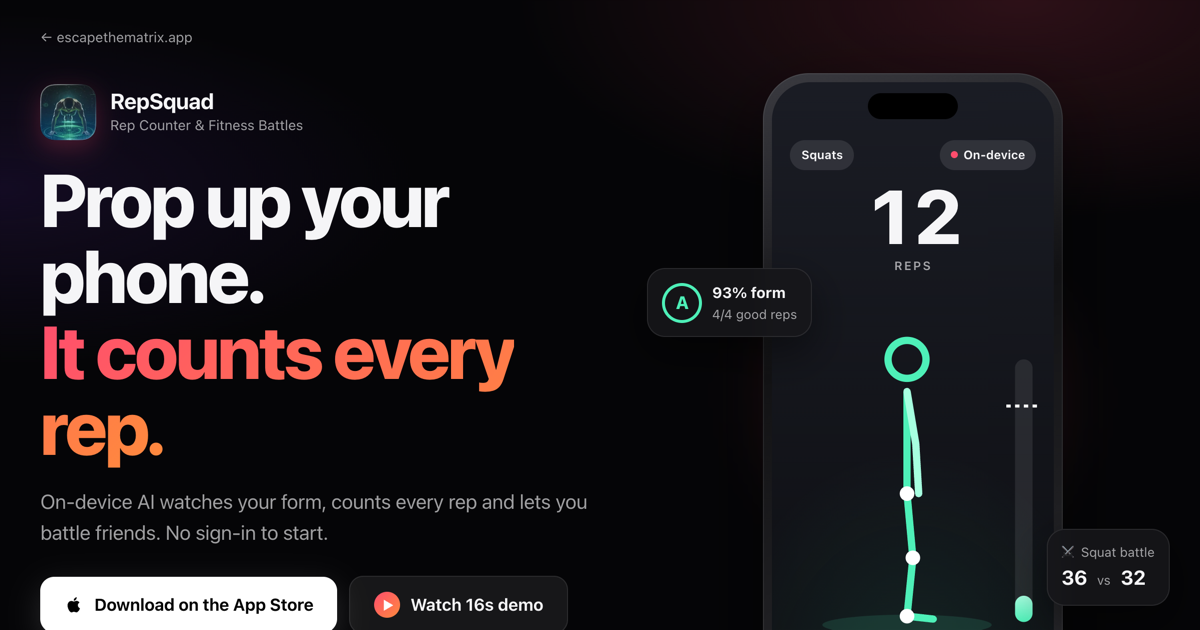 ← escapethematrix.app
RepSquad
Rep Counter & Fitness Battles
Prop up your
phone.
It counts every
rep.
On-device AI watches your form, counts every rep and lets you
battle friends. No sign-in to start.
Download on the App Store
Watch 16s demo
Squats
On-device
12
REPS
A
93% form
4/4 good reps
Squat battle
36 vs 32